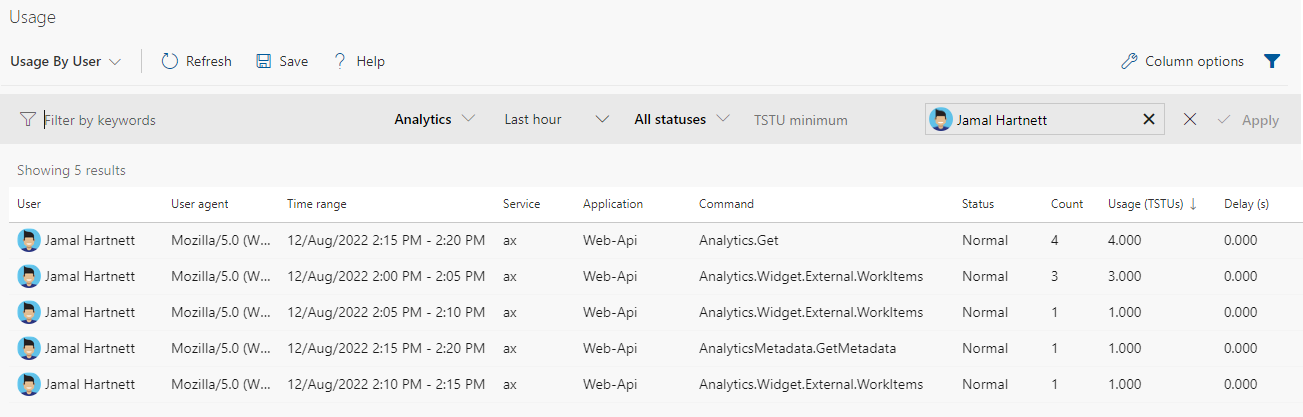 Usage
Usage By User Refresh Save ? Help Column options
Filter by keywords Analytics Last hour All statuses TSTU minimum Jamal Hartnett Apply
Showing 5 results
User User agent Time range Service Application Command Status Count Usage (TSTUs) ↓ Delay (s)
Jamal Hartnett Mozilla/5.0 (W... 12/Aug/2022 2:15 PM - 2:20 PM ax Web-Api Analytics.Get Normal 4 4.000 0.000
Jamal Hartnett Mozilla/5.0 (W... 12/Aug/2022 2:00 PM - 2:05 PM ax Web-Api Analytics.Widget.External.WorkItems Normal 3 3.000 0.000
Jamal Hartnett Mozilla/5.0 (W... 12/Aug/2022 2:05 PM - 2:10 PM ax Web-Api Analytics.Widget.External.WorkItems Normal 1 1.000 0.000
Jamal Hartnett Mozilla/5.0 (W... 12/Aug/2022 2:15 PM - 2:20 PM ax Web-Api AnalyticsMetadata.GetMetadata Normal 1 1.000 0.000
Jamal Hartnett Mozilla/5.0 (W... 12/Aug/2022 2:10 PM - 2:15 PM ax Web-Api Analytics.Widget.External.WorkItems Normal 1 1.000 0.000